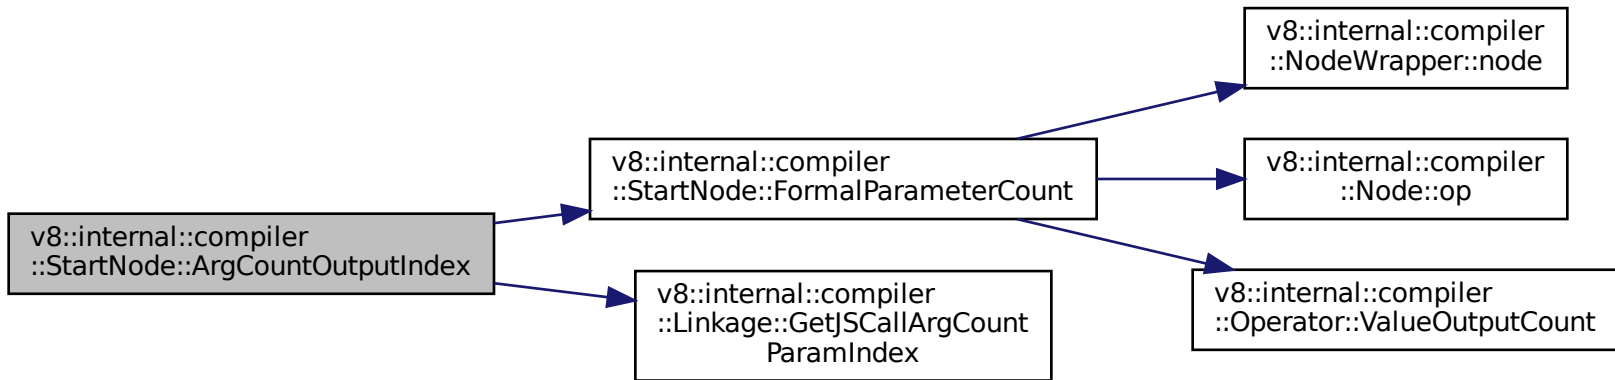 v8::internal::compiler
::StartNode::ArgCountOutputIndex
v8::internal::compiler
::StartNode::FormalParameterCount
v8::internal::compiler
::Linkage::GetJSCallArgCount
ParamIndex
v8::internal::compiler
::NodeWrapper::node
v8::internal::compiler
::Node::op
v8::internal::compiler
::Operator::ValueOutputCount